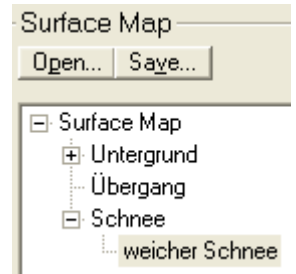 Surface Map
Open... Save...
Surface Map
Untergrund
Übergang
Schnee
weicher Schnee